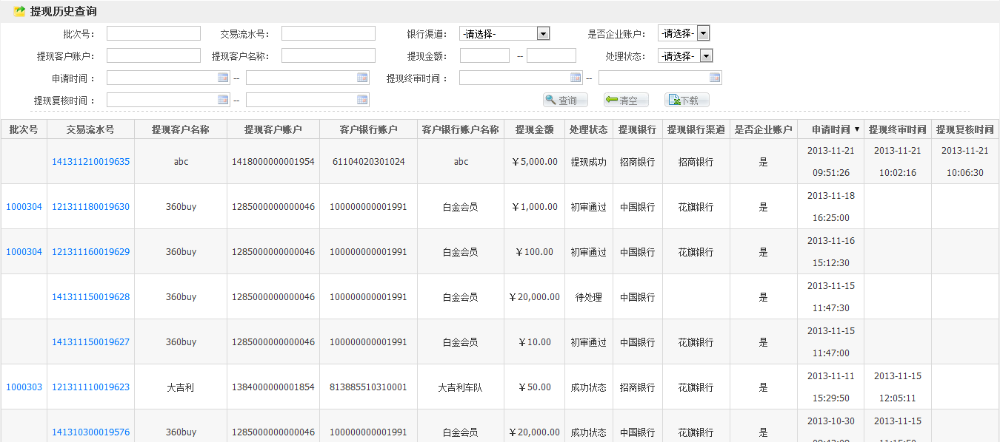 提现历史查询
批次号: 交易流水号: 银行渠道: -请选择- 是否企业账户: -请选择-
提现客户账户: 提现客户名称: 提现金额: -- 处理状态: -请选择-
申请时间: -- 提现终审时间: --
提现复核时间: -- 查询 清空 下载
批次号 交易流水号 提现客户名称 提现客户账户 客户银行账户 客户银行账户名称 提现金额 处理状态 提现银行 提现银行渠道 是否企业账户 申请时间▼ 提现终审时间 提现复核时间
2013-11-21 2013-11-21 2013-11-21
141311210019635 abc 1418000000001954 61104020301024 abc ￥5,000.00 提现成功 招商银行 招商银行 是
09:51:26 10:02:16 10:06:30
2013-11-18
1000304 121311180019630 360buy 1285000000000046 100000000001991 白金会员 ￥1,000.00 初审通过 中国银行 花旗银行 是
16:25:00
2013-11-16
1000304 121311160019629 360buy 1285000000000046 100000000001991 白金会员 ￥100.00 初审通过 中国银行 花旗银行 是
15:12:30
2013-11-15
141311150019628 360buy 1285000000000046 100000000001991 白金会员 ￥20,000.00 待处理 中国银行 是
11:47:30
2013-11-15
141311150019627 360buy 1285000000000046 100000000001991 白金会员 ￥10.00 初审通过 中国银行 花旗银行 是
11:47:00
2013-11-11 2013-11-15
1000303 121311110019623 大吉利 1384000000001854 813885510310001 大吉利车队 ￥50.00 成功状态 招商银行 花旗银行 是
15:29:50 12:05:11
2013-10-30 2013-11-15
141310300019576 360buy 1285000000000046 100000000001991 白金会员 ￥20,000.00 成功状态 中国银行 花旗银行 是